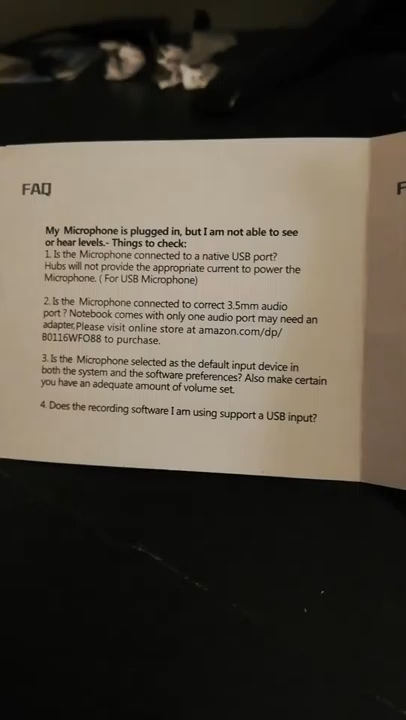 FAQ
F
My Microphone is plugged in, but I am not able to see
or hear levels.- Things to check:
1. Is the Microphone connected to a native USB port?
Hubs will not provide the appropriate current to power the
Microphone. ( For USB Microphone)
2. Is the Microphone connected to correct 3.5mm audio
port ? Notebook comes with only one audio port may need an
adapter,Please visit online store at amazon.com/dp/
B0116WFO88 to purchase.
3. Is the Microphone selected as the default input device in
both the system and the software preferences? Also make certain
you have an adequate amount of volume set.
4. Does the recording software I am using support a USB input?